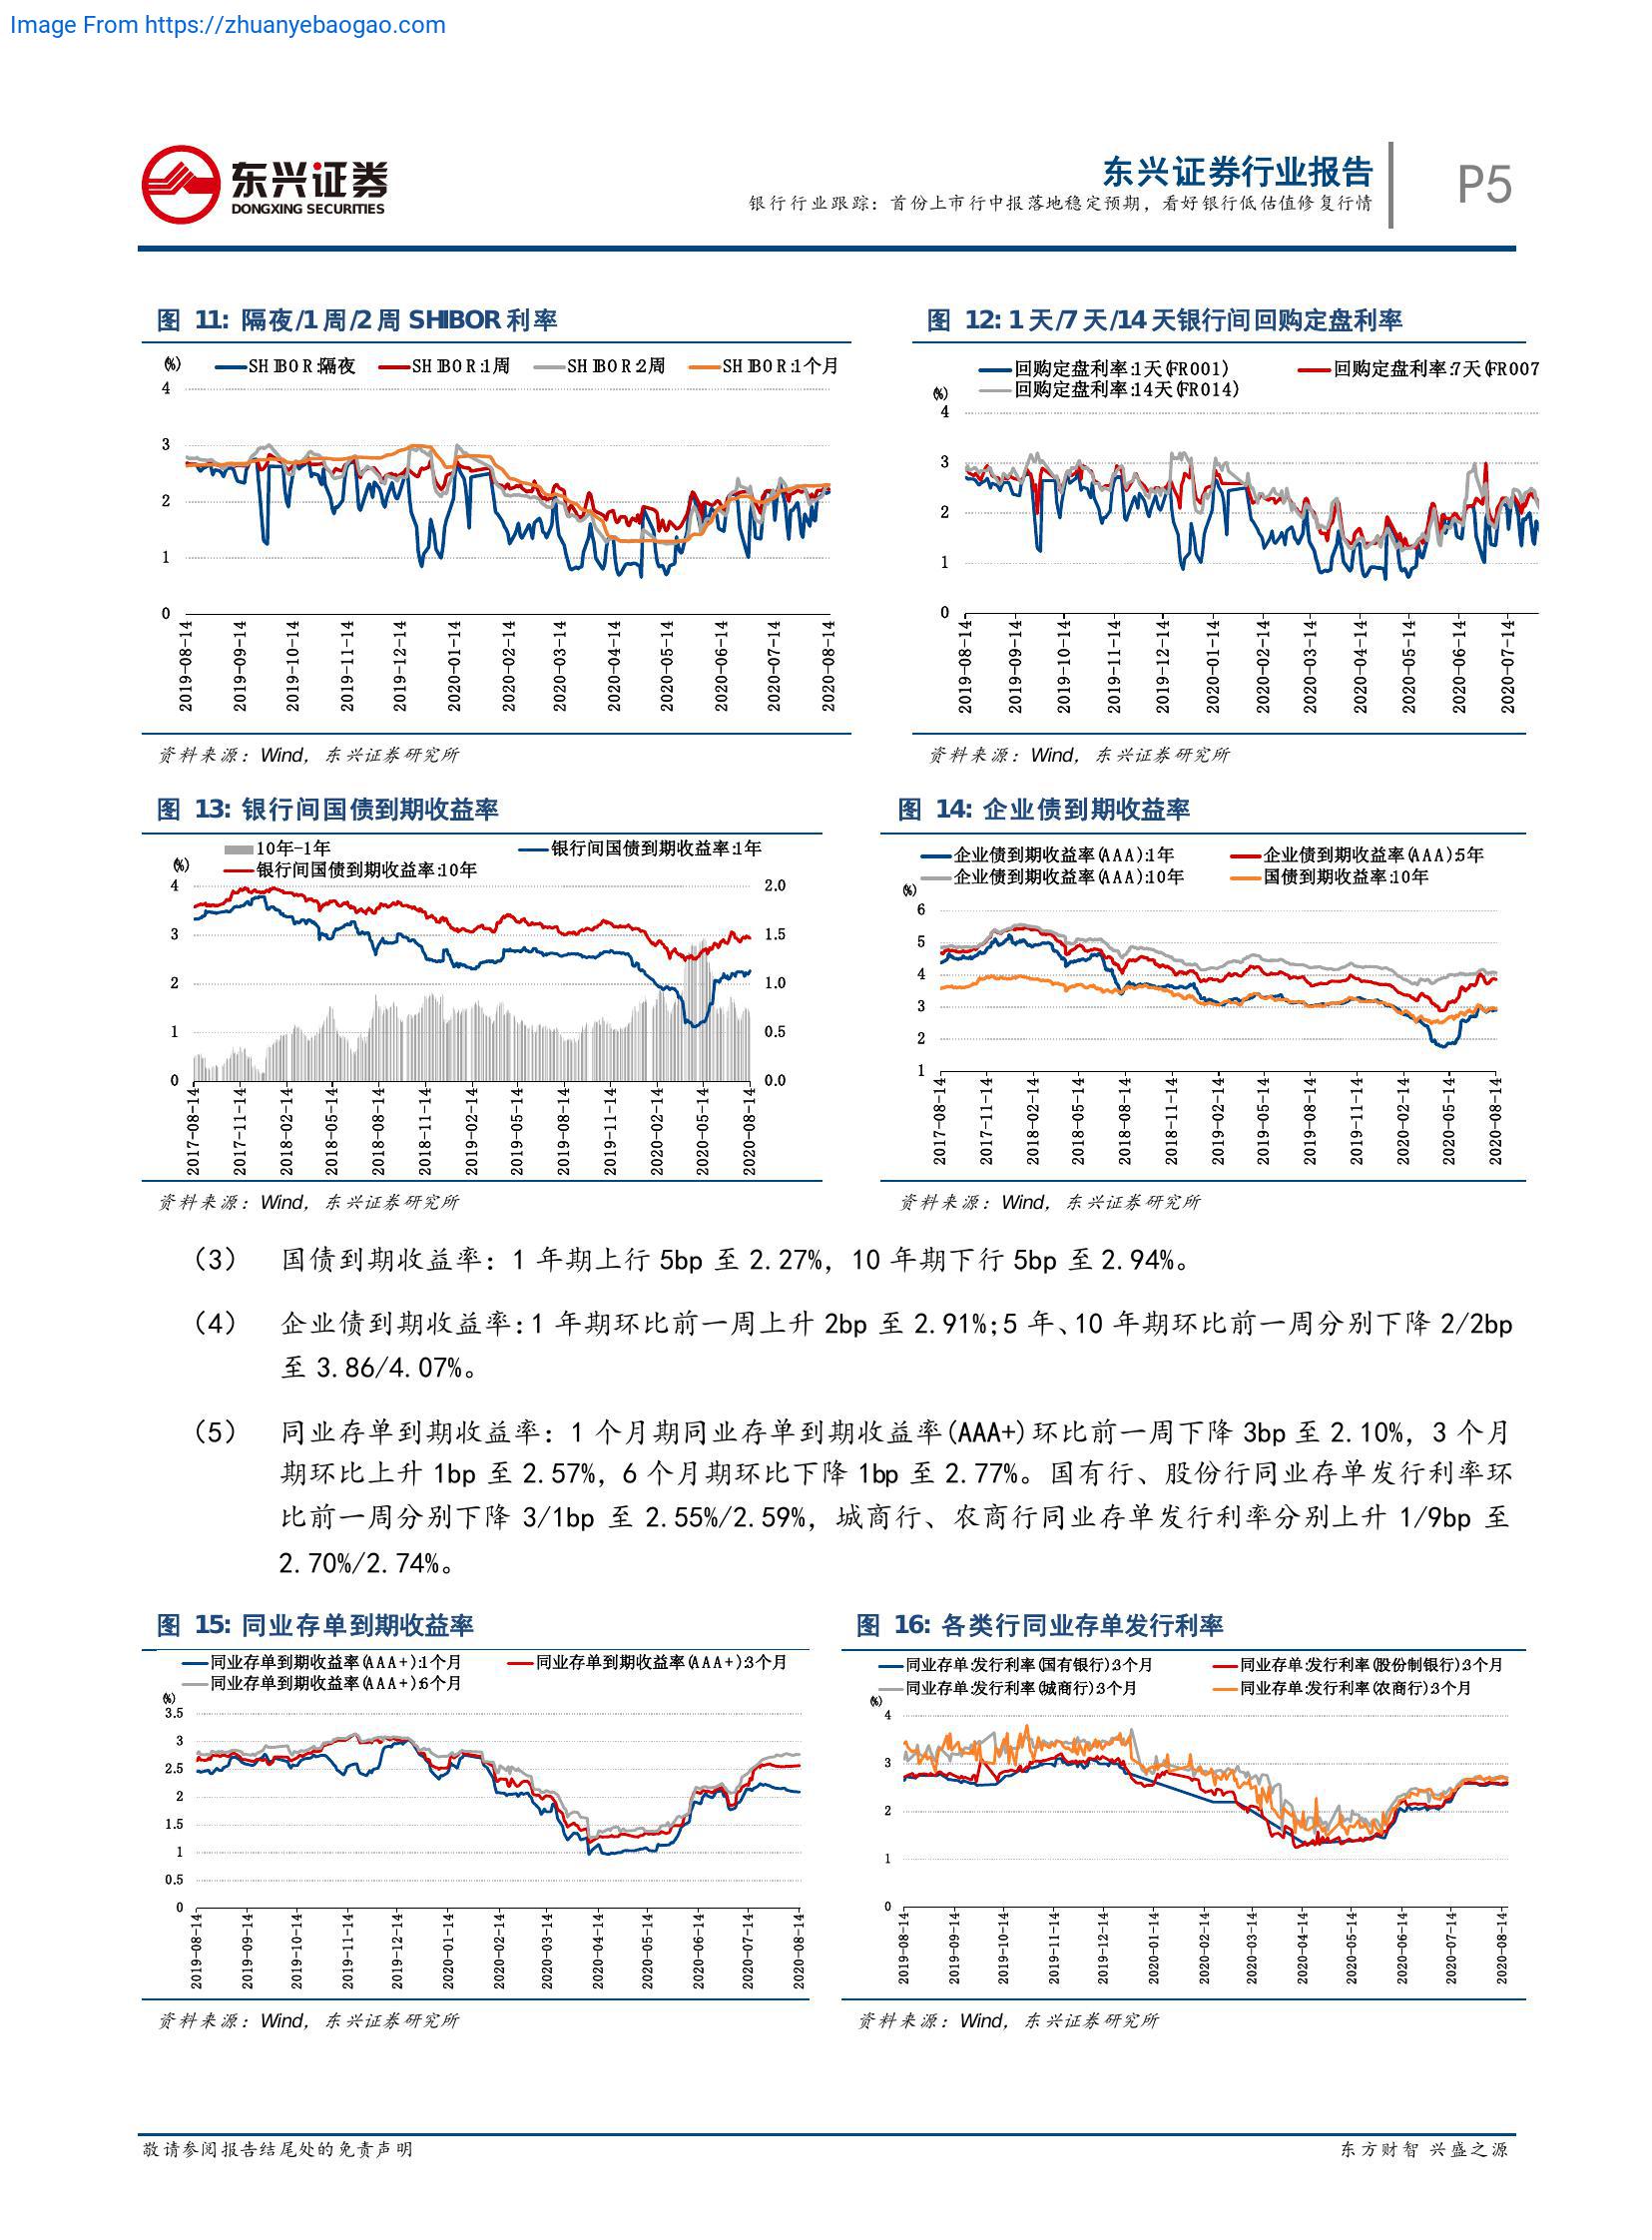 Image From https://zhuanyebaogao.com
东兴证券
DONGXING SECURITIES
东兴证券行业报告
银行行业跟踪：首份上市行中报落地稳定预期，看好银行低估值修复行情
P5
图 11：隔夜/1 周/2 周 SHIBOR 利率
(%)
SHIBOR:隔夜 SHIBOR:1周 SHIBOR:2周 SHIBOR:1个月
4
3
2
1
0
2019-08-14 2019-09-14 2019-10-14 2019-11-14 2019-12-14 2020-01-14 2020-02-14 2020-03-14 2020-04-14 2020-05-14 2020-06-14 2020-07-14 2020-08-14
资料来源：Wind，东兴证券研究所
图 12: 1 天/7 天/14 天银行间回购定盘利率
回购定盘利率:1天(FR001) 回购定盘利率:7天(FR007
回购定盘利率:14天(FR014)
(%)
4
3
2
1
0
2019-08-14 2019-09-14 2019-10-14 2019-11-14 2019-12-14 2020-01-14 2020-02-14 2020-03-14 2020-04-14 2020-05-14 2020-06-14 2020-07-14
资料来源：Wind，东兴证券研究所
图 13：银行间国债到期收益率
10年-1年 银行间国债到期收益率:1年
银行间国债到期收益率:10年
(%)
4 2.0
3 1.5
2 1.0
1 0.5
0 0.0
2017-08-14 2017-11-14 2018-02-14 2018-05-14 2018-08-14 2018-11-14 2019-02-14 2019-05-14 2019-08-14 2019-11-14 2020-02-14 2020-05-14 2020-08-14
资料来源：Wind，东兴证券研究所
图 14：企业债到期收益率
企业债到期收益率(AAA):1年 企业债到期收益率(AAA):5年
企业债到期收益率(AAA):10年 国债到期收益率:10年
(%)
6
5
4
3
2
1
2017-08-14 2017-11-14 2018-02-14 2018-05-14 2018-08-14 2018-11-14 2019-02-14 2019-05-14 2019-08-14 2019-11-14 2020-02-14 2020-05-14 2020-08-14
资料来源：Wind，东兴证券研究所
（3） 国债到期收益率：1 年期上行 5bp 至 2.27%，10 年期下行 5bp 至 2.94%。
（4） 企业债到期收益率：1 年期环比前一周上升 2bp 至 2.91%；5 年、10 年期环比前一周分别下降 2/2bp
至 3.86/4.07%。
（5） 同业存单到期收益率：1 个月期同业存单到期收益率(AAA+)环比前一周下降 3bp 至 2.10%，3 个月
期环比上升 1bp 至 2.57%，6 个月期环比下降 1bp 至 2.77%。国有行、股份行同业存单发行利率环
比前一周分别下降 3/1bp 至 2.55%/2.59%，城商行、农商行同业存单发行利率分别上升 1/9bp 至
2.70%/2.74%。
图 15：同业存单到期收益率
同业存单到期收益率(AAA+):1个月 同业存单到期收益率(AAA+):3个月
同业存单到期收益率(AAA+):6个月
(%)
3.5
3
2.5
2
1.5
1
0.5
0
2019-08-14 2019-09-14 2019-10-14 2019-11-14 2019-12-14 2020-01-14 2020-02-14 2020-03-14 2020-04-14 2020-05-14 2020-06-14 2020-07-14 2020-08-14
资料来源：Wind，东兴证券研究所
图 16：各类行同业存单发行利率
同业存单:发行利率(国有银行):3个月 同业存单:发行利率(股份制银行):3个月
同业存单:发行利率(城商行):3个月 同业存单:发行利率(农商行):3个月
(%)
4
3
2
1
0
2019-08-14 2019-09-14 2019-10-14 2019-11-14 2019-12-14 2020-01-14 2020-02-14 2020-03-14 2020-04-14 2020-05-14 2020-06-14 2020-07-14 2020-08-14
资料来源：Wind，东兴证券研究所
敬请参阅报告结尾处的免责声明
东方财智 兴盛之源